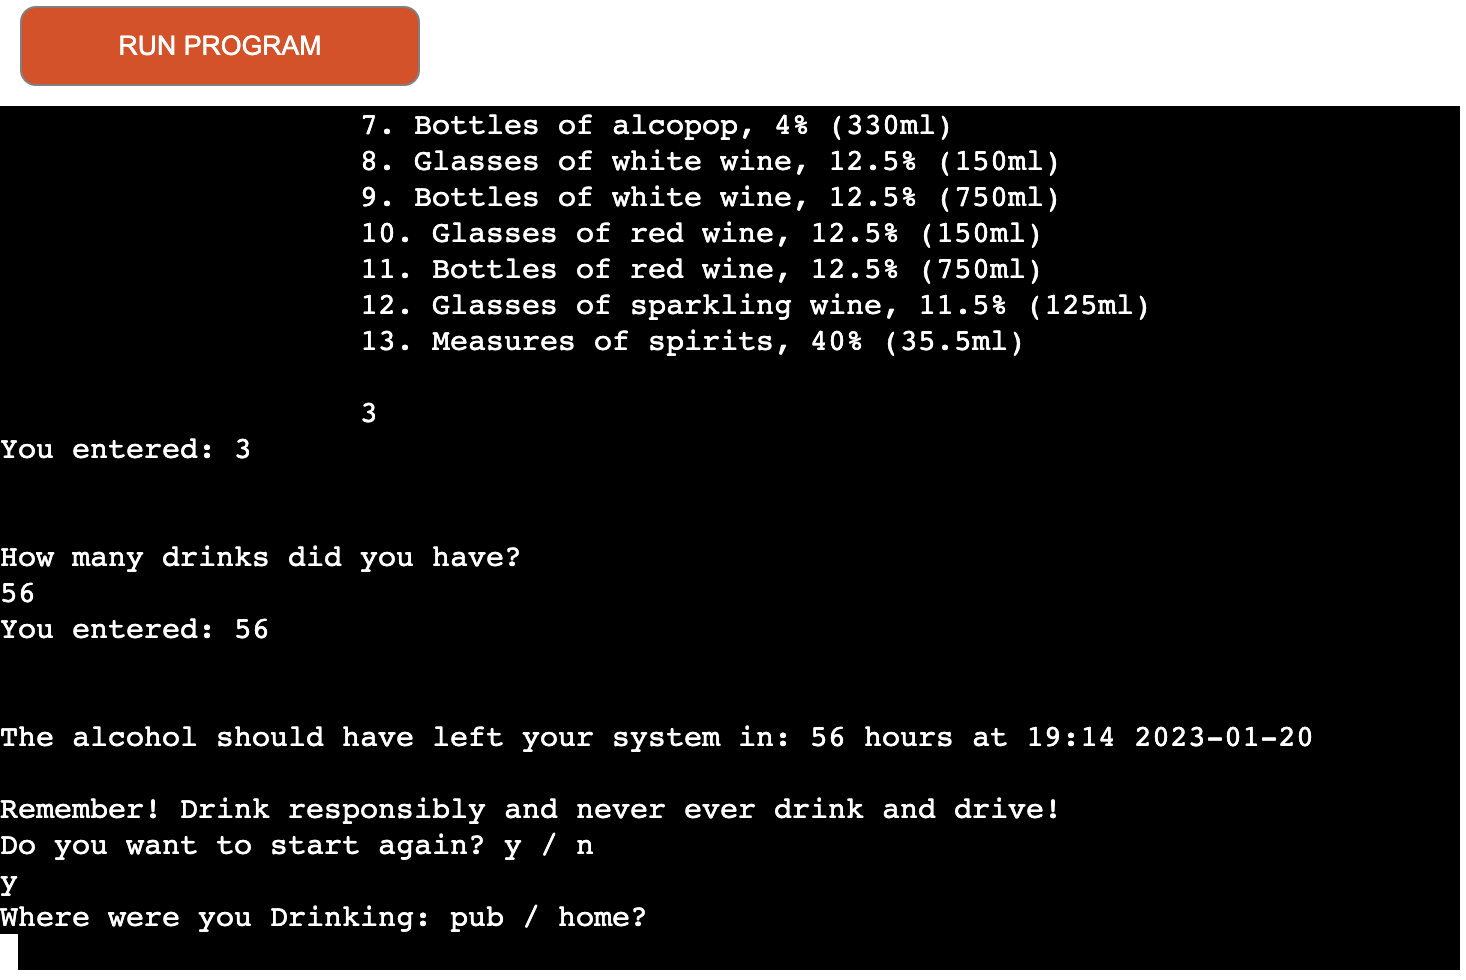 RUN PROGRAM
7. Bottles of alcopop, 4% (330ml)
8. Glasses of white wine, 12.5% (150ml)
9. Bottles of white wine, 12.5% (750ml)
10. Glasses of red wine, 12.5% (150ml)
11. Bottles of red wine, 12.5% (750ml)
12. Glasses of sparkling wine, 11.5% (125ml)
13. Measures of spirits, 40% (35.5ml)
3
You entered: 3
How many drinks did you have?
56
You entered: 56
The alcohol should have left your system in: 56 hours at 19:14 2023-01-20
Remember! Drink responsibly and never ever drink and drive!
Do you want to start again? y / n
y
Where were you Drinking: pub / home?